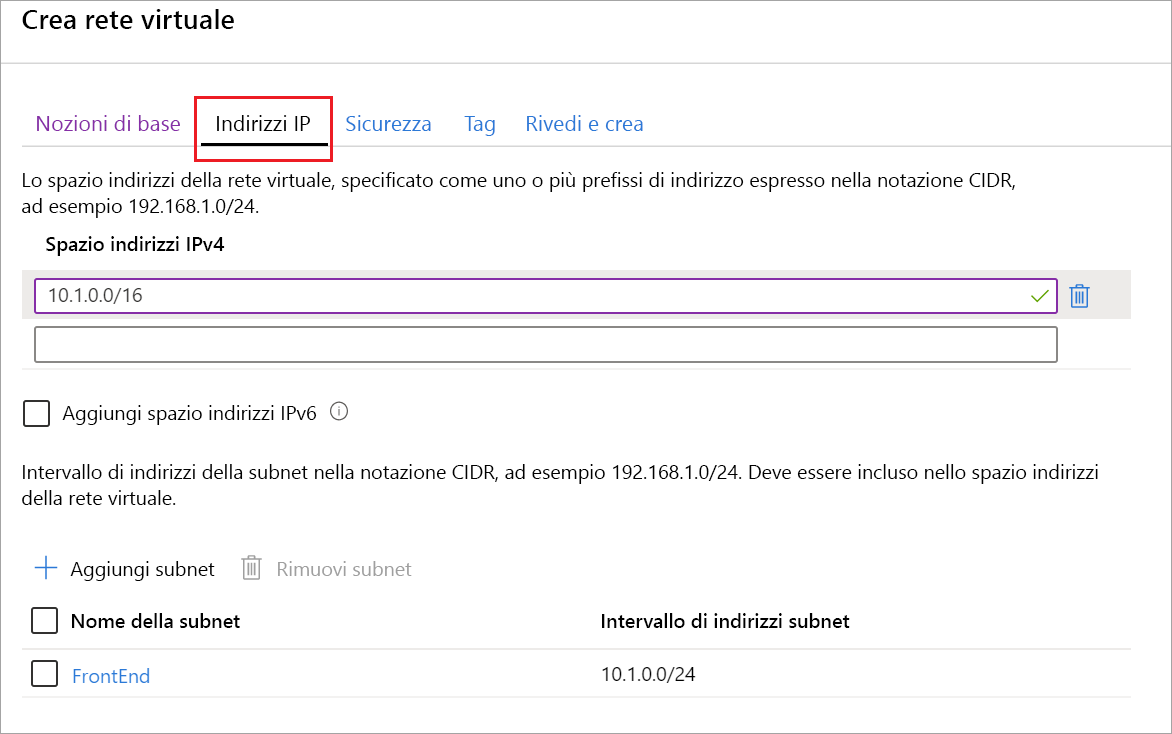 Crea rete virtuale
Nozioni di base Indirizzi IP Sicurezza Tag Rivedi e crea
Lo spazio indirizzi della rete virtuale, specificato come uno o più prefissi di indirizzo espresso nella notazione CIDR,
ad esempio 192.168.1.0/24.
Spazio indirizzi IPv4
10.1.0.0/16
Aggiungi spazio indirizzi IPv6
Intervallo di indirizzi della subnet nella notazione CIDR, ad esempio 192.168.1.0/24. Deve essere incluso nello spazio indirizzi
della rete virtuale.
Aggiungi subnet Rimuovi subnet
Nome della subnet Intervallo di indirizzi subnet
FrontEnd 10.1.0.0/24